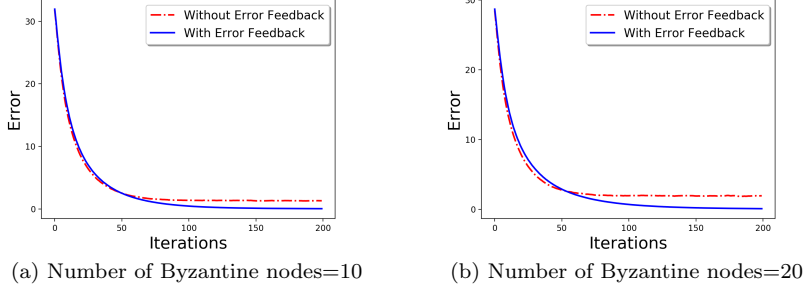 30
20
10
0
Error
0
50
100
150
200
Iterations
Without Error Feedback
With Error Feedback
(a) Number of Byzantine nodes=10
30
20
10
0
Error
0
50
100
150
200
Iterations
Without Error Feedback
With Error Feedback
(b) Number of Byzantine nodes=20